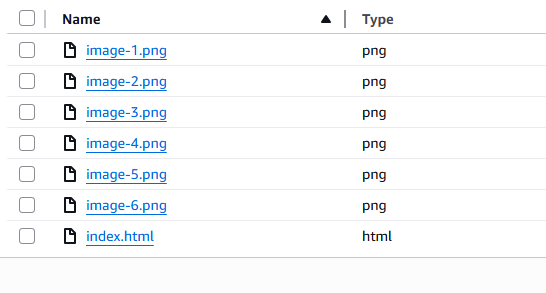 Name Type
image-1.png png
image-2.png png
image-3.png png
image-4.png png
image-5.png png
image-6.png png
index.html html